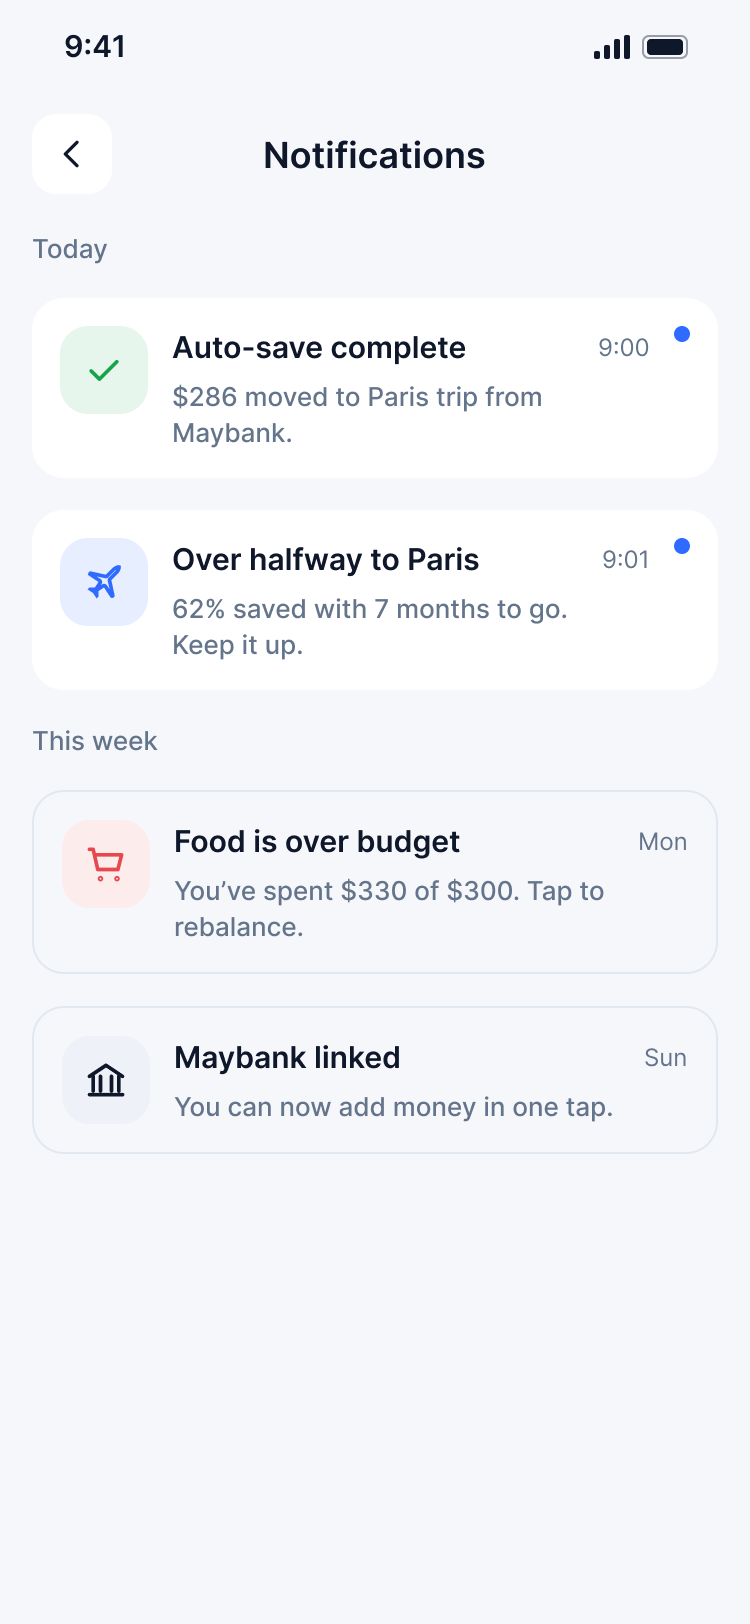 9:41
Notifications
Today
Auto-save complete
9:00
$286 moved to Paris trip from
Maybank.
Over halfway to Paris
9:01
62% saved with 7 months to go.
Keep it up.
This week
Food is over budget
Mon
You’ve spent $330 of $300. Tap to
rebalance.
Maybank linked
Sun
You can now add money in one tap.